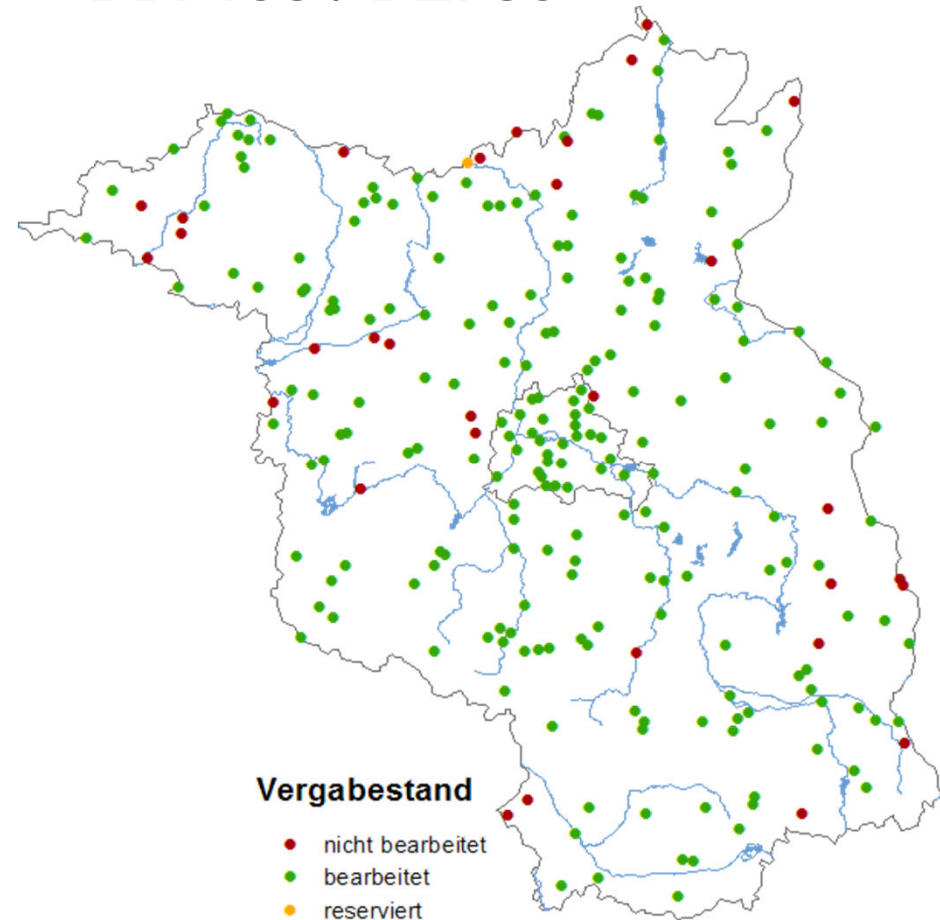 Vergabestand
nicht bearbeitet
bearbeitet
reserviert